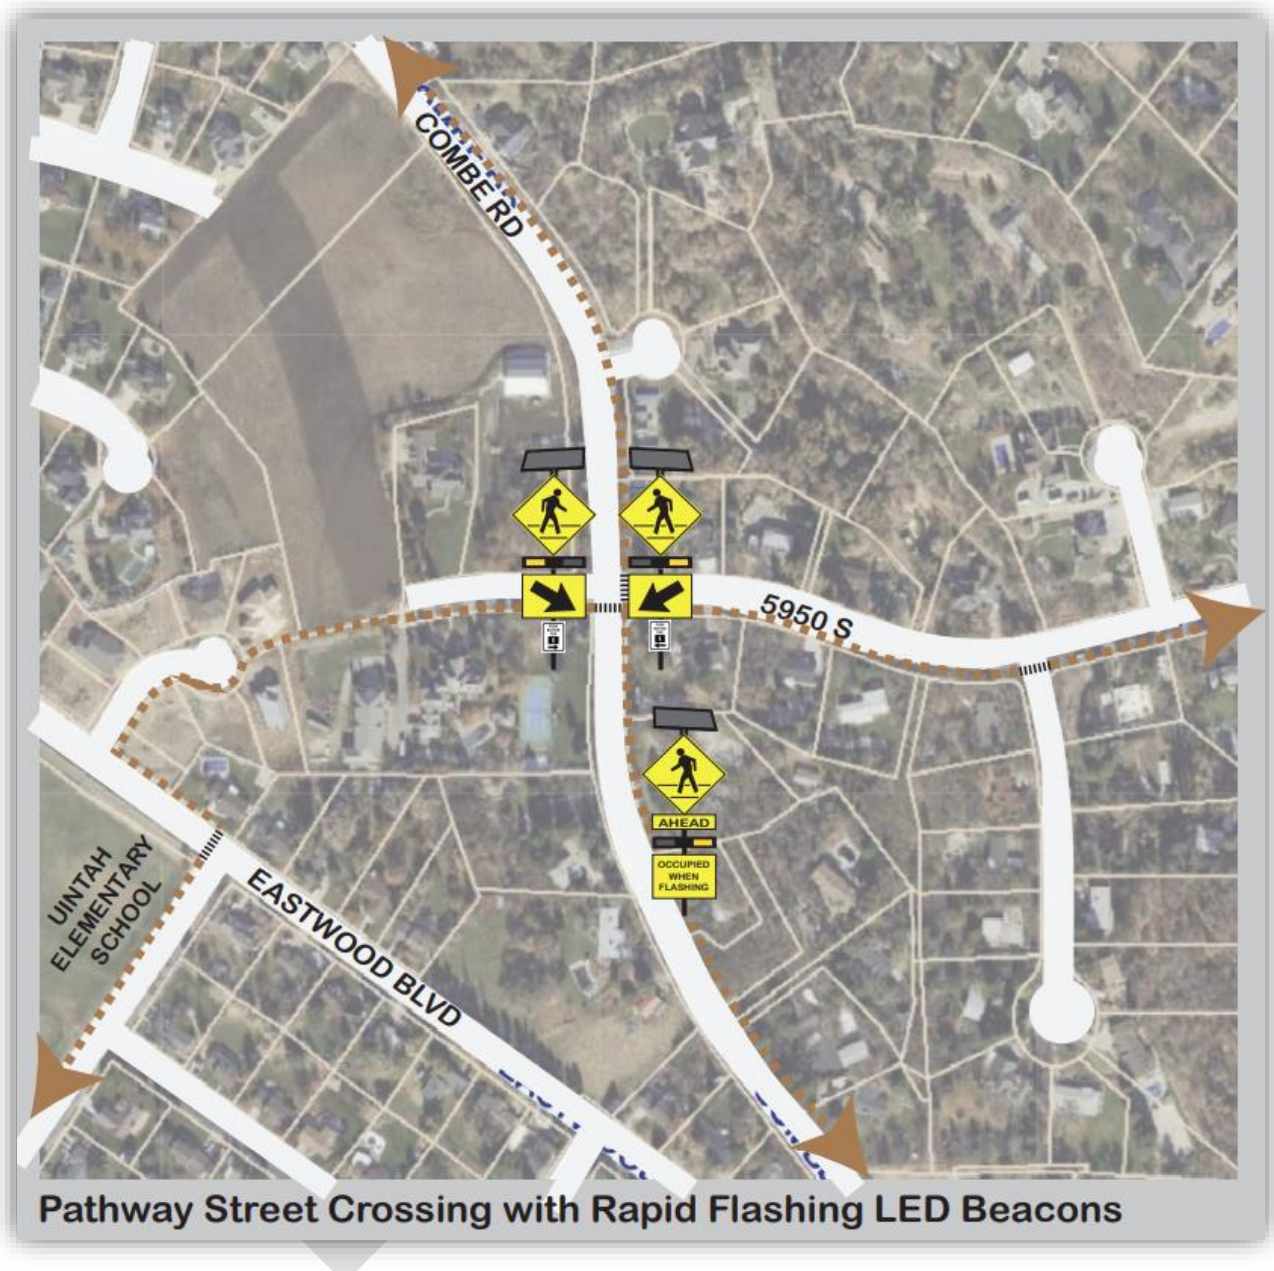 COMBE RD
5950 S
AHEAD
OCCUPIED
WHEN
FLASHING
UINTAH
ELEMENTARY
SCHOOL
EASTWOOD BLVD
Pathway Street Crossing with Rapid Flashing LED Beacons